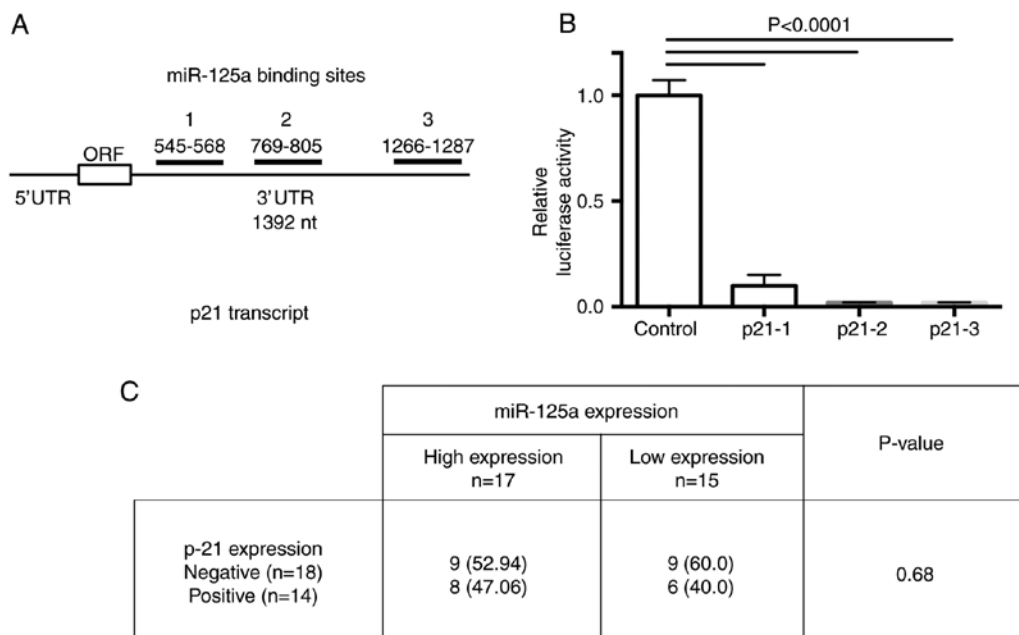 A
miR-125a binding sites
1 2 3
545-568 769-805 1266-1287
ORF
5'UTR 3'UTR
1392 nt
p21 transcript
B
P<0.0001
Relative
luciferase activity
1.0
0.5
0.0
Control p21-1 p21-2 p21-3
C
miR-125a expression
P-value
High expression Low expression
n=17 n=15
p-21 expression
Negative (n=18) 9 (52.94) 9 (60.0)
Positive (n=14) 8 (47.06) 6 (40.0)
0.68